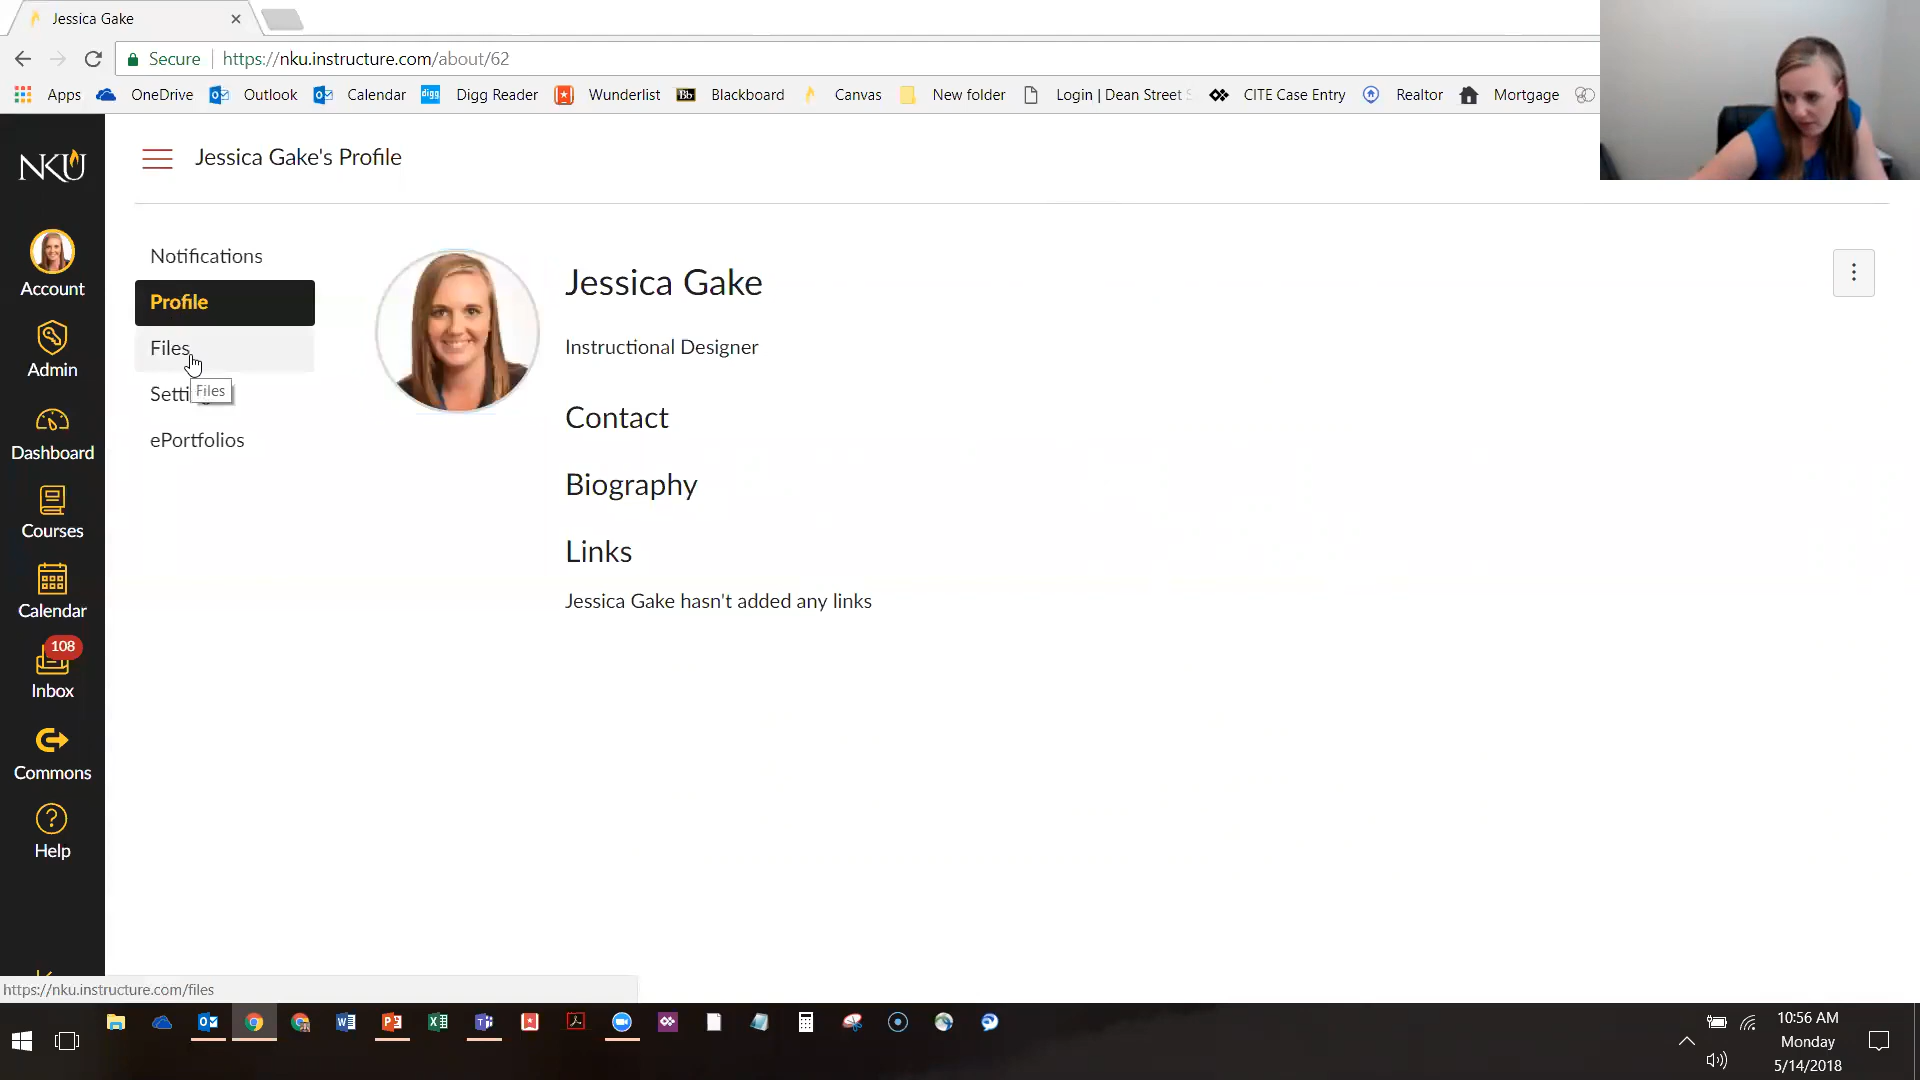 Jessica Gake
Secure https://nku.instructure.com/about/62
Apps OneDrive Outlook Calendar Digg Reader Wunderlist Blackboard Canvas New folder Login | Dean Street CITE Case Entry Realtor Mortgage
NKU
Jessica Gake's Profile
Account
Admin
Dashboard
Courses
Calendar
108
Inbox
Commons
Help
Notifications
Profile
Files
Files
ePortfolios
Jessica Gake
Instructional Designer
Contact
Biography
Links
Jessica Gake hasn't added any links
https://nku.instructure.com/files
10:56 AM
Monday
5/14/2018